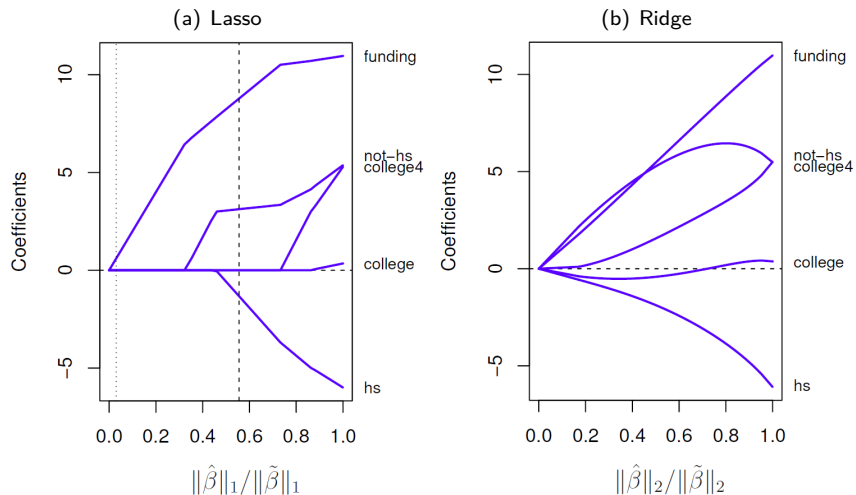 (a) Lasso
Coefficients
10
5
0
−5
0.0 0.2 0.4 0.6 0.8 1.0
funding
not−hs
college4
college
hs
‖β̂‖₁/‖β̃‖₁
(b) Ridge
Coefficients
10
5
0
−5
0.0 0.2 0.4 0.6 0.8 1.0
funding
not−hs
college4
college
hs
‖β̂‖₂/‖β̃‖₂